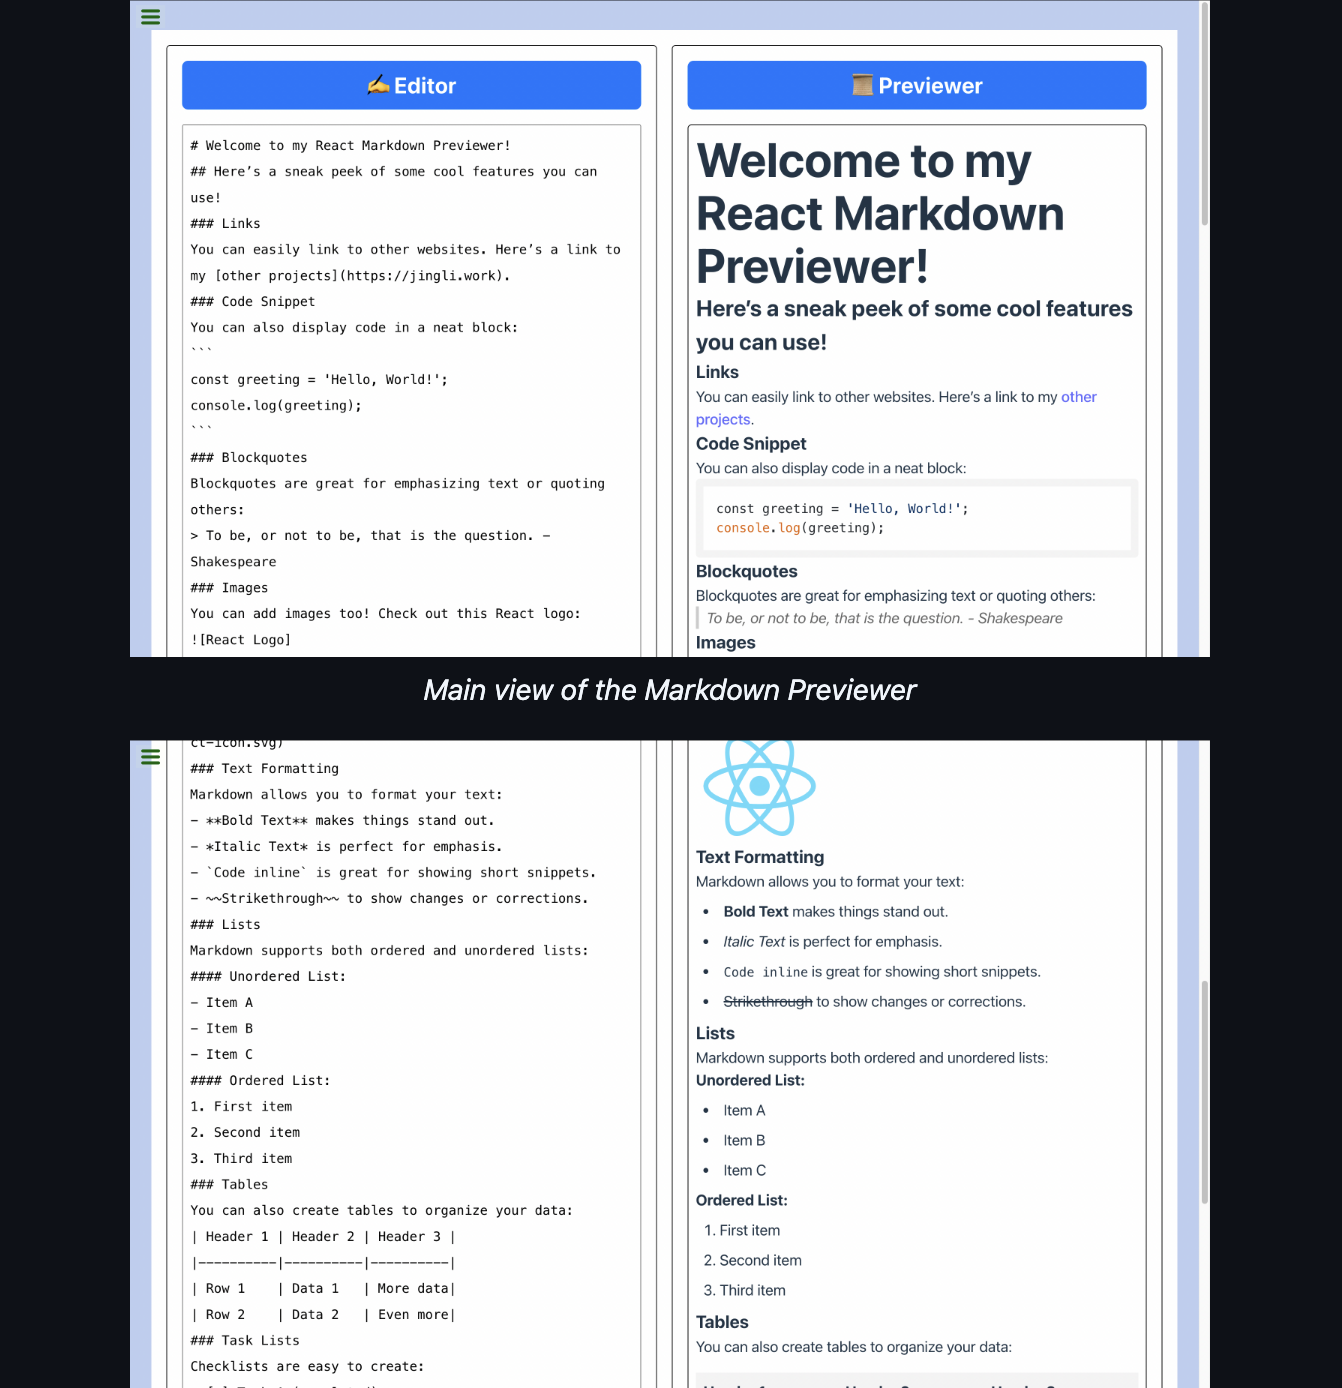 ✍️Editor
# Welcome to my React Markdown Previewer!
## Here’s a sneak peek of some cool features you can
use!
### Links
You can easily link to other websites. Here’s a link to
my [other projects](https://jingli.work).
### Code Snippet
You can also display code in a neat block:
```
const greeting = 'Hello, World!';
console.log(greeting);
```
### Blockquotes
Blockquotes are great for emphasizing text or quoting
others:
> To be, or not to be, that is the question. –
Shakespeare
### Images
You can add images too! Check out this React logo:
![React Logo]
📜Previewer
Welcome to my
React Markdown
Previewer!
Here’s a sneak peek of some cool features
you can use!
Links
You can easily link to other websites. Here’s a link to my other
projects.
Code Snippet
You can also display code in a neat block:
const greeting = 'Hello, World!';
console.log(greeting);
Blockquotes
Blockquotes are great for emphasizing text or quoting others:
To be, or not to be, that is the question. - Shakespeare
Images
Main view of the Markdown Previewer
ct-icon.svg)
### Text Formatting
Markdown allows you to format your text:
- **Bold Text** makes things stand out.
- *Italic Text* is perfect for emphasis.
- `Code inline` is great for showing short snippets.
- ~~Strikethrough~~ to show changes or corrections.
### Lists
Markdown supports both ordered and unordered lists:
#### Unordered List:
- Item A
- Item B
- Item C
#### Ordered List:
1. First item
2. Second item
3. Third item
### Tables
You can also create tables to organize your data:
| Header 1 | Header 2 | Header 3 |
|----------|----------|----------|
| Row 1    | Data 1   | More data|
| Row 2    | Data 2   | Even more|
### Task Lists
Checklists are easy to create:
Text Formatting
Markdown allows you to format your text:
• Bold Text makes things stand out.
• Italic Text is perfect for emphasis.
• Code inline is great for showing short snippets.
• Strikethrough to show changes or corrections.
Lists
Markdown supports both ordered and unordered lists:
Unordered List:
• Item A
• Item B
• Item C
Ordered List:
1. First item
2. Second item
3. Third item
Tables
You can also create tables to organize your data: